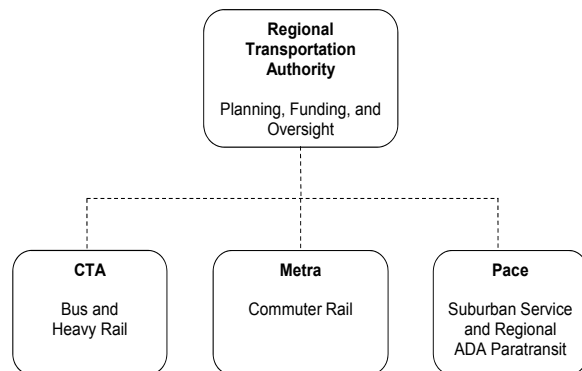 Regional
Transportation
Authority
Planning, Funding, and
Oversight
CTA
Bus and
Heavy Rail
Metra
Commuter Rail
Pace
Suburban Service
and Regional
ADA Paratransit